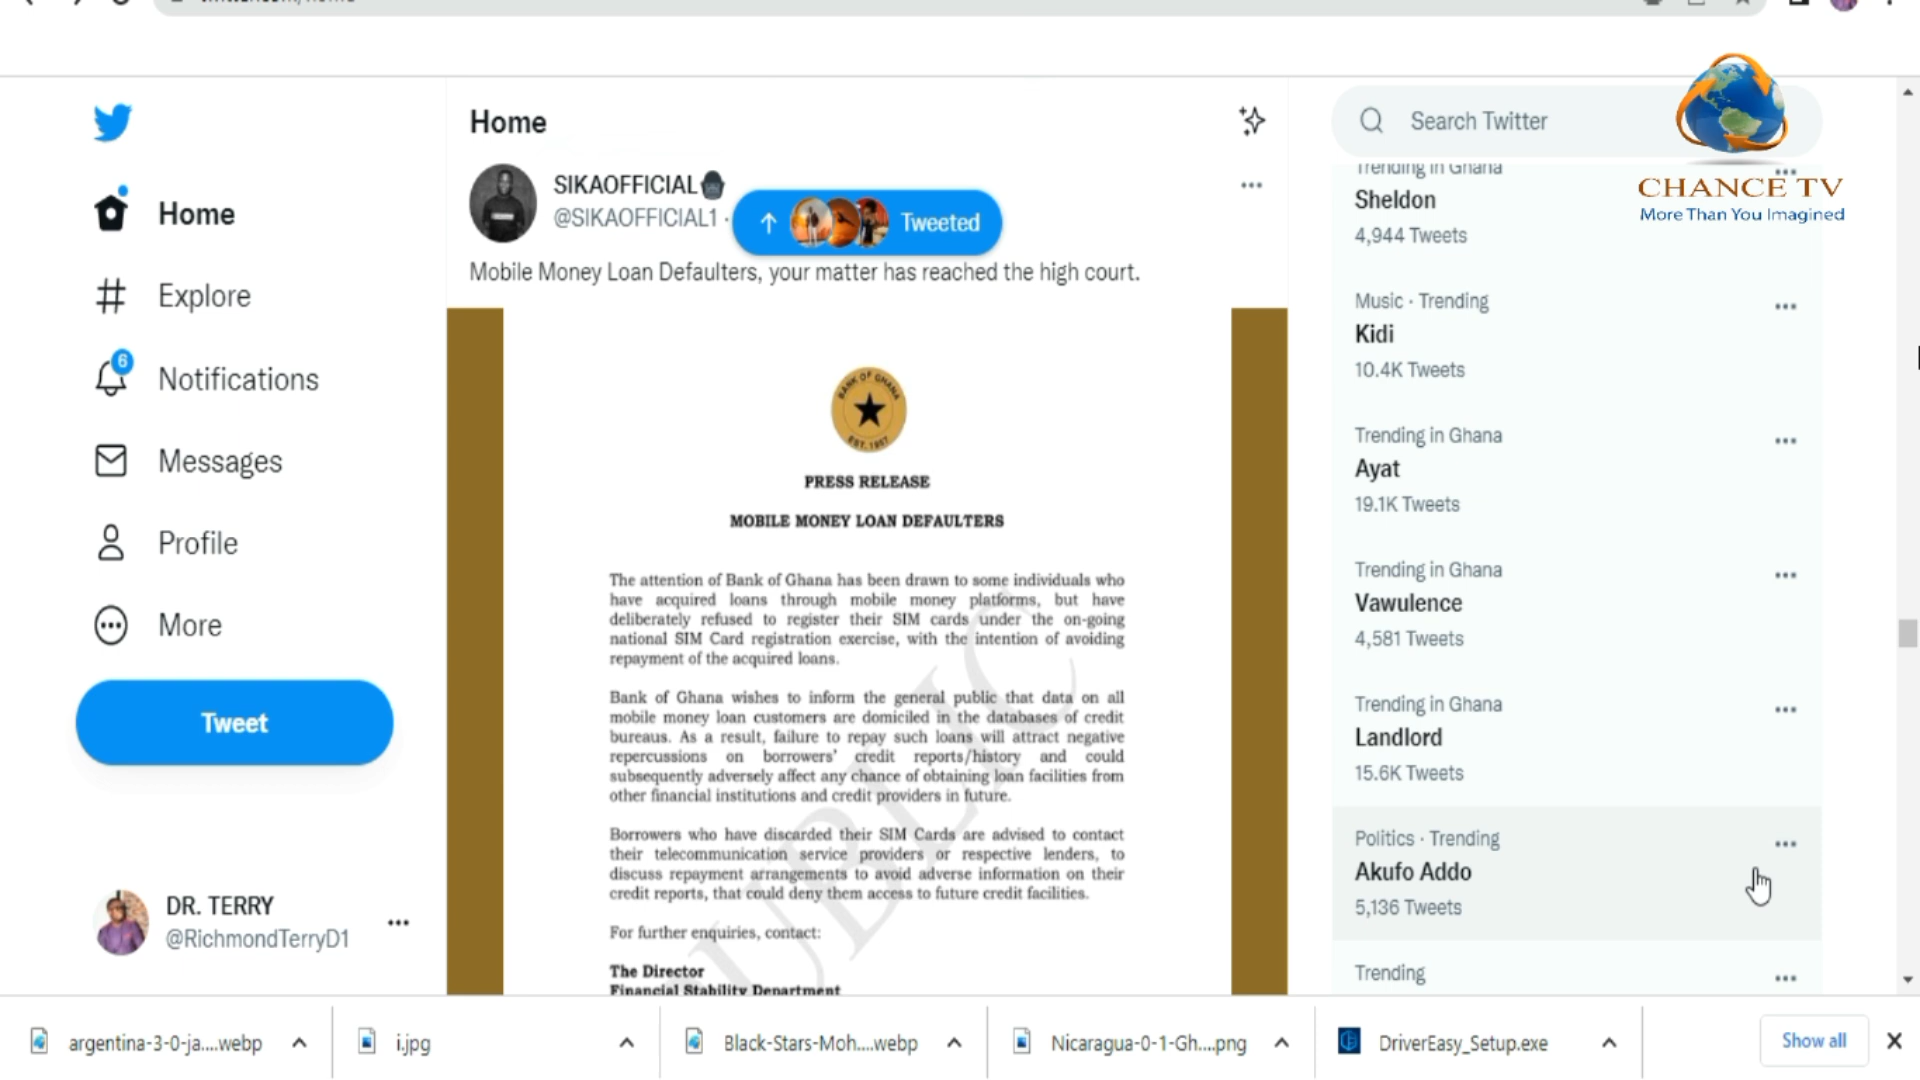 Home
Explore
6
Notifications
Messages
Profile
More
Tweet
DR. TERRY
@RichmondTerryD1
Home
SIKAOFFICIAL
@SIKAOFFICIAL1 ·
Tweeted
Mobile Money Loan Defaulters, your matter has reached the high court.
BANK OF GHANA
EST. 1957
PRESS RELEASE
MOBILE MONEY LOAN DEFAULTERS
The attention of Bank of Ghana has been drawn to some individuals who
have acquired loans through mobile money platforms, but have
deliberately refused to register their SIM cards under the on-going
national SIM Card registration exercise, with the intention of avoiding
repayment of the acquired loans.
Bank of Ghana wishes to inform the general public that data on all
mobile money loan customers are domiciled in the databases of credit
bureaus. As a result, failure to repay such loans will attract negative
repercussions on borrowers' credit reports/history and could
subsequently adversely affect any chance of obtaining loan facilities from
other financial institutions and credit providers in future.
Borrowers who have discarded their SIM Cards are advised to contact
their telecommunication service providers or respective lenders, to
discuss repayment arrangements to avoid adverse information on their
credit reports, that could deny them access to future credit facilities.
For further enquiries, contact:
The Director
Financial Stability Department
UBLIC
Search Twitter
CHANCE TV
More Than You Imagined
Trending in Ghana
Sheldon
4,944 Tweets
Music · Trending
Kidi
10.4K Tweets
Trending in Ghana
Ayat
19.1K Tweets
Trending in Ghana
Vawulence
4,581 Tweets
Trending in Ghana
Landlord
15.6K Tweets
Politics · Trending
Akufo Addo
5,136 Tweets
Trending
argentina-3-0-ja....webp
i.jpg
Black-Stars-Moh....webp
Nicaragua-0-1-Gh....png
DriverEasy_Setup.exe
Show all